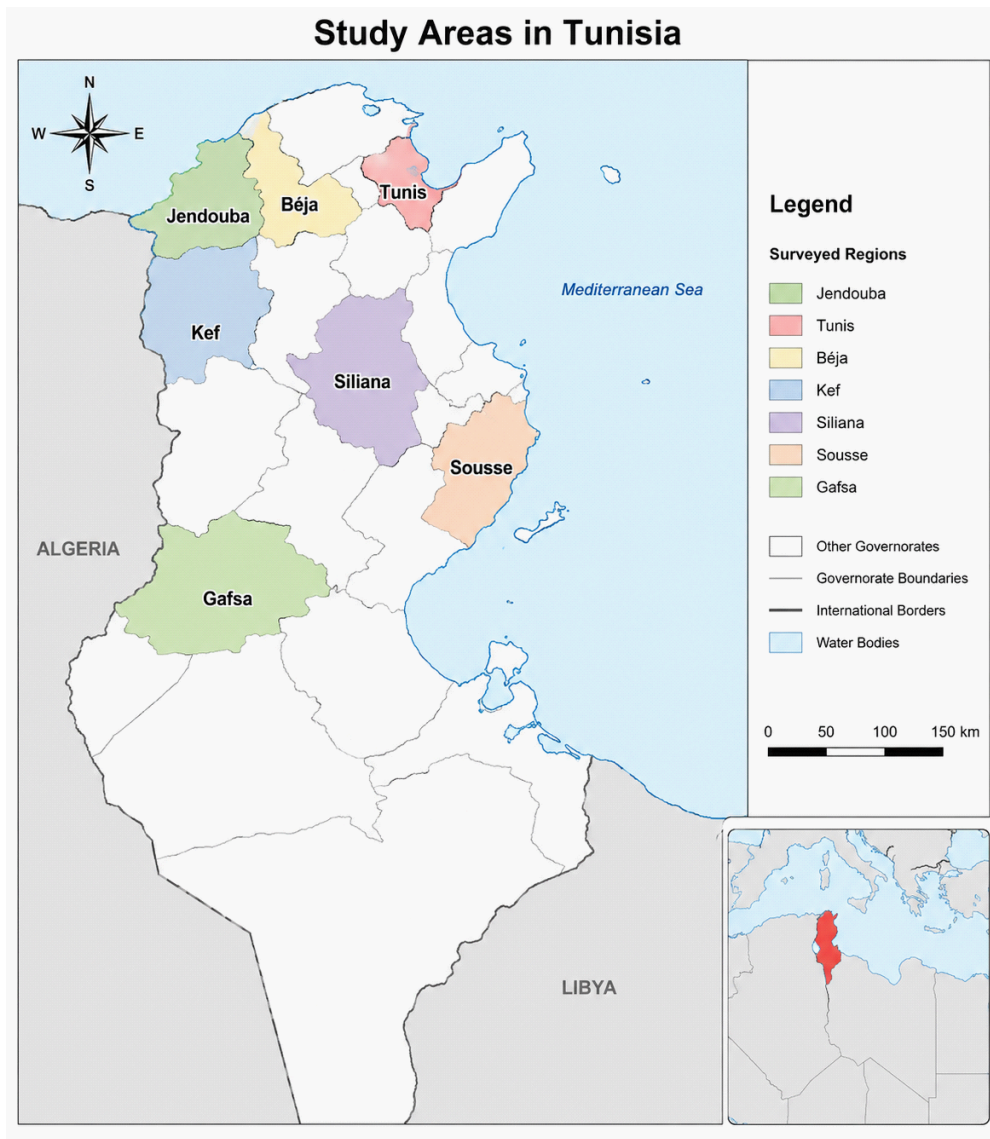 Study Areas in Tunisia
N
W
E
S
Jendouba
Béja
Tunis
Kef
Siliana
Sousse
Gafsa
Mediterranean Sea
ALGERIA
LIBYA
Legend
Surveyed Regions
Jendouba
Tunis
Béja
Kef
Siliana
Sousse
Gafsa
Other Governorates
Governorate Boundaries
International Borders
Water Bodies
0 50 100 150 km